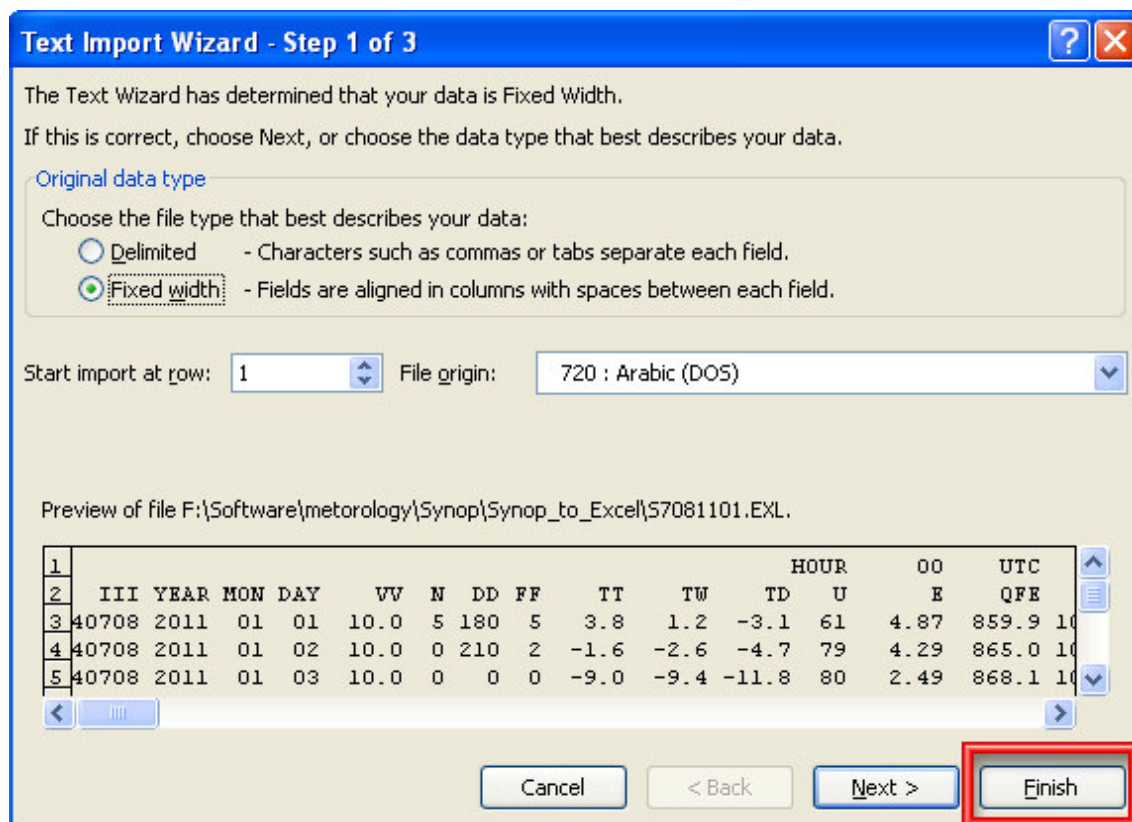 Text Import Wizard - Step 1 of 3
The Text Wizard has determined that your data is Fixed Width.
If this is correct, choose Next, or choose the data type that best describes your data.
Original data type
Choose the file type that best describes your data:
Delimited - Characters such as commas or tabs separate each field.
Fixed width - Fields are aligned in columns with spaces between each field.
Start import at row: 1 File origin: 720 : Arabic (DOS)
Preview of file F:\Software\metorology\Synop\Synop_to_Excel\S7081101.EXL.
1 HOUR 00 UTC
2 III YEAR MON DAY VV N DD FF TT TW TD U E QFE
3 40708 2011 01 01 10.0 5 180 5 3.8 1.2 -3.1 61 4.87 859.9 10
4 40708 2011 01 02 10.0 0 210 2 -1.6 -2.6 -4.7 79 4.29 865.0 10
5 40708 2011 01 03 10.0 0 0 0 -9.0 -9.4 -11.8 80 2.49 868.1 10
Cancel < Back Next > Finish